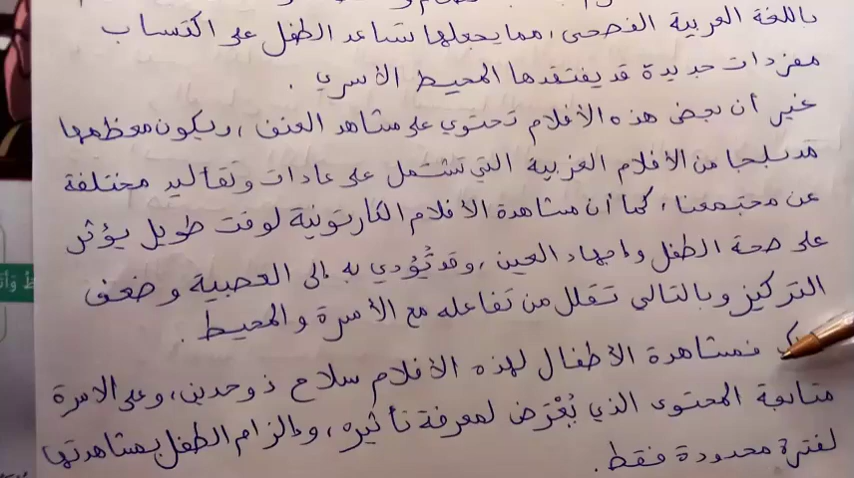 باللغة العربية الفصحى، مما يجعلها تساعد الطفل على اكتساب
مفردات جديدة قد يفتقدها المحيط الأسري.
غير أن بعض هذه الأفلام تحتوي على مشاهد العنف، ويكون معظمها
مدبلجا من الأفلام الغربية التي تشتمل على عادات وتقاليد مختلفة
عن مجتمعنا، كما أن مشاهدة الأفلام الكارتونية لوقت طويل يؤثر
على صحة الطفل وإجهاد العين، وقد تُؤدي به إلى العصبية وضعف
التركيز وبالتالي تقلل من تفاعله مع الأسرة والمحيط.
فمشاهدة الأطفال لهذه الأفلام سلاح ذو حدين، وعلى الاسرة
متابعة المحتوى الذي يُعْرَض لمعرفة تأثيره، وإلزام الطفل بمشاهدتها
لفترة محدودة فقط.